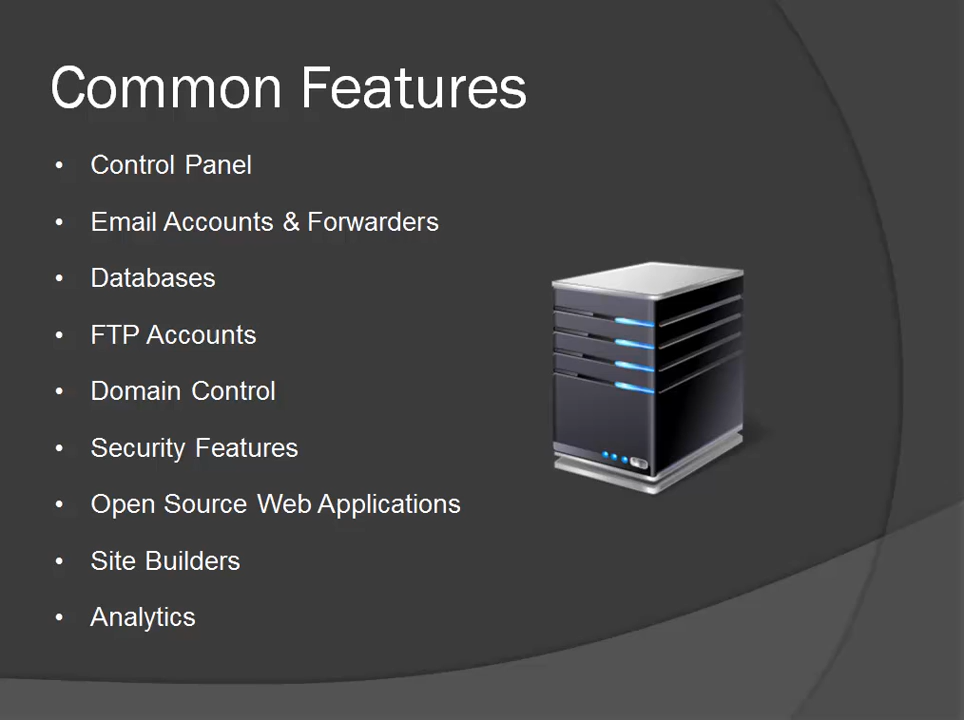 Common Features
• Control Panel
• Email Accounts & Forwarders
• Databases
• FTP Accounts
• Domain Control
• Security Features
• Open Source Web Applications
• Site Builders
• Analytics